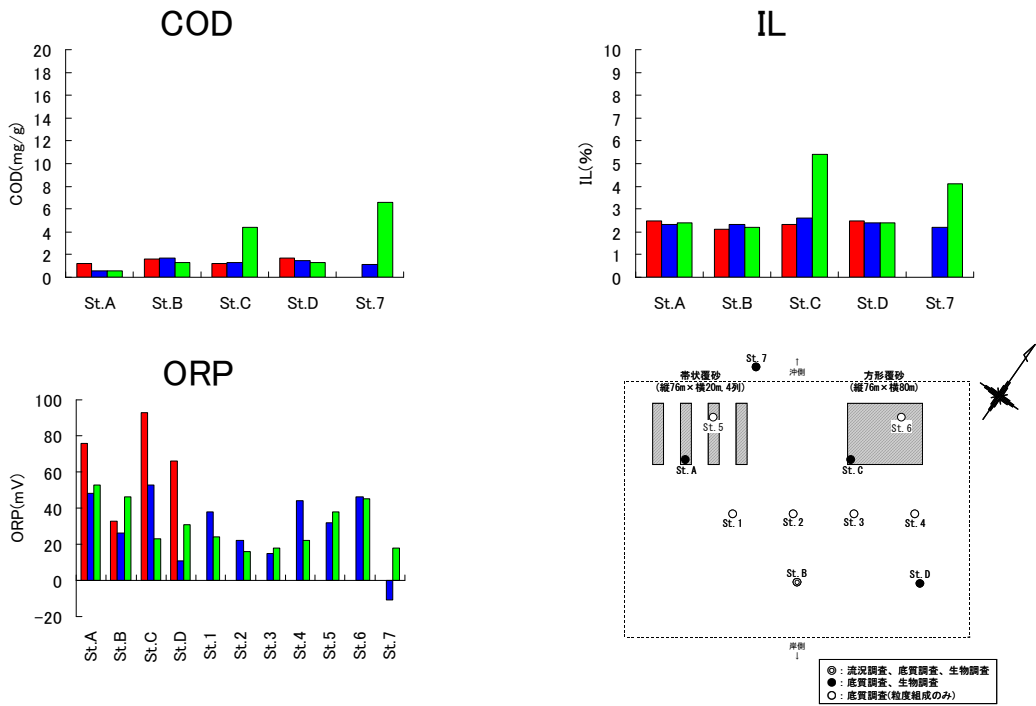 COD
20
18
16
14
12
10
8
6
4
2
0
COD(mg/g)
St.A St.B St.C St.D St.7
IL
10
9
8
7
6
5
4
3
2
1
0
IL(%)
St.A St.B St.C St.D St.7
ORP
100
80
60
40
20
0
-20
ORP(mV)
St.A St.B St.C St.D St.1 St.2 St.3 St.4 St.5 St.6 St.7
St.7
↑
沖側
帯状覆砂
(縦76m×横20m,4列)
方形覆砂
(縦76m×横80m)
St.5
St.6
St.A
St.C
St.1 St.2 St.3 St.4
St.B
St.D
岸側
↓
◎：流況調査、底質調査、生物調査
●：底質調査、生物調査
○：底質調査(粒度組成のみ)